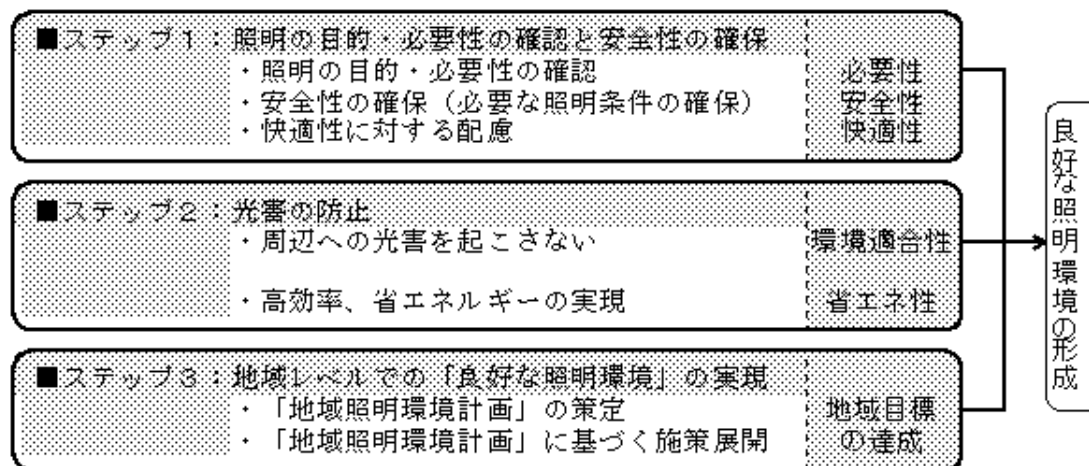 ■ステップ１：照明の目的・必要性の確認と安全性の確保
・照明の目的・必要性の確認
必要性
・安全性の確保（必要な照明条件の確保）
安全性
・快適性に対する配慮
快適性
■ステップ２：光害の防止
・周辺への光害を起こさない
環境適合性
・高効率、省エネルギーの実現
省エネ性
■ステップ３：地域レベルでの「良好な照明環境」の実現
・「地域照明環境計画」の策定
・「地域照明環境計画」に基づく施策展開
地域目標
の達成
良好な照明環境の形成